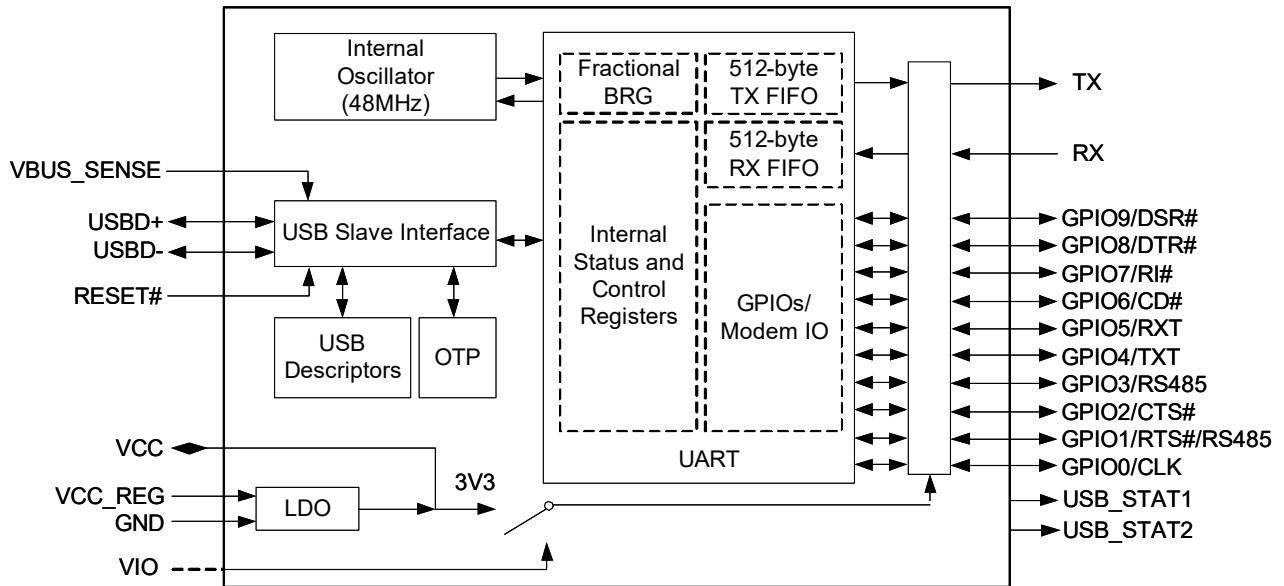 Internal
Oscillator
(48MHz)
Fractional
BRG
512-byte
TX FIFO
512-byte
RX FIFO
Internal
Status and
Control
Registers
GPIOs/
Modem IO
UART
VBUS_SENSE
USBD+
USBD-
RESET#
USB Slave Interface
USB
Descriptors
OTP
VCC
VCC_REG
GND
VIO
LDO
3V3
TX
RX
GPIO9/DSR#
GPIO8/DTR#
GPIO7/RI#
GPIO6/CD#
GPIO5/RXT
GPIO4/TXT
GPIO3/RS485
GPIO2/CTS#
GPIO1/RTS#/RS485
GPIO0/CLK
USB_STAT1
USB_STAT2